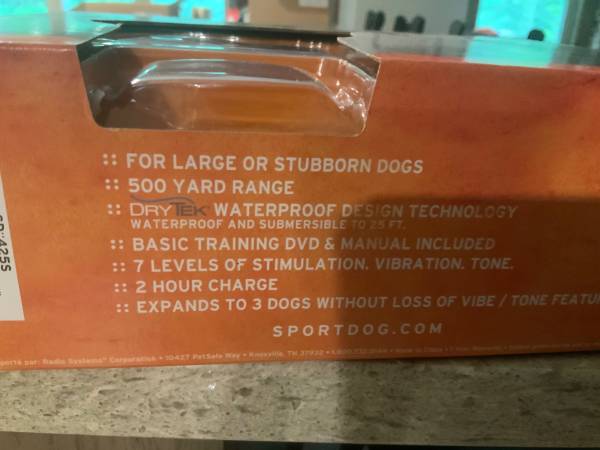 :: FOR LARGE OR STUBBORN DOGS
:: 500 YARD RANGE
:: DRYTEK WATERPROOF DESIGN TECHNOLOGY
WATERPROOF AND SUBMERSIBLE TO 25 FT.
:: BASIC TRAINING DVD & MANUAL INCLUDED
:: 7 LEVELS OF STIMULATION. VIBRATION. TONE.
:: 2 HOUR CHARGE
:: EXPANDS TO 3 DOGS WITHOUT LOSS OF VIBE / TONE FEATU
SPORTDOG.COM
Radio Systems Corporation • 10427 PetSafe Way • Knoxville, TN 37932